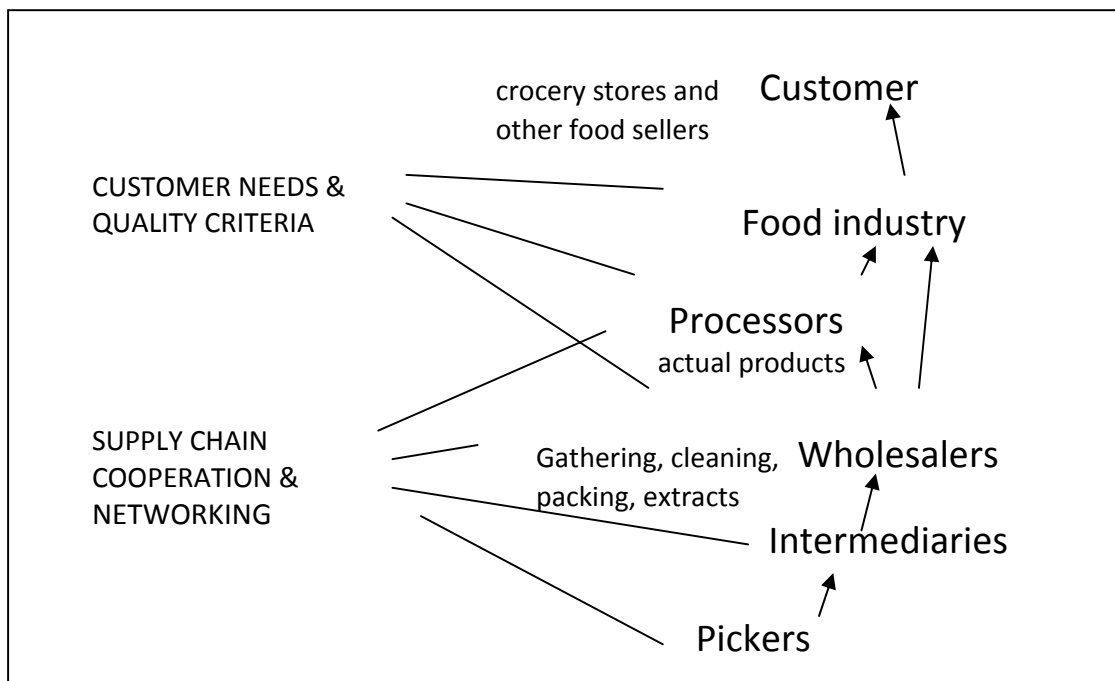 crocery stores and
other food sellers
Customer
CUSTOMER NEEDS &
QUALITY CRITERIA
Food industry
Processors
actual products
SUPPLY CHAIN
COOPERATION &
NETWORKING
Gathering, cleaning,
packing, extracts
Wholesalers
Intermediaries
Pickers